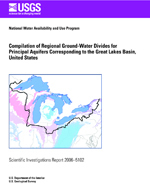 USGS
National Water Availability and Use Program
Compilation of Regional Ground-Water Divides for
Principal Aquifers Corresponding to the Great Lakes Basin,
United States
Scientific Investigations Report 2006–5102
U.S. Department of the Interior
U.S. Geological Survey